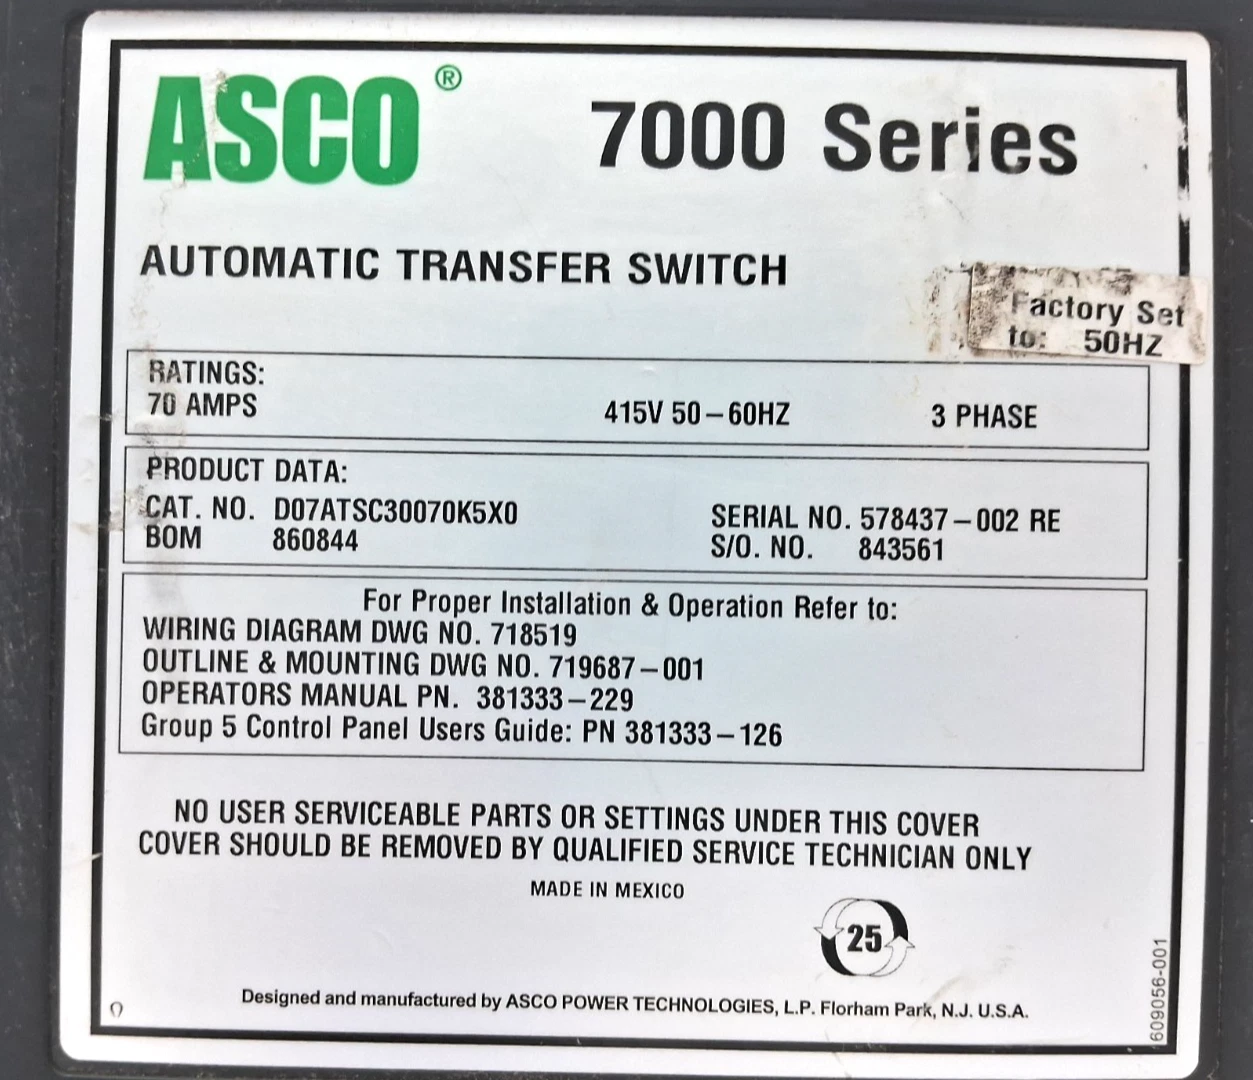 ASCO®
7000 Series
AUTOMATIC TRANSFER SWITCH
Factory Set
to: 50HZ
RATINGS:
70 AMPS 415V 50-60HZ 3 PHASE
PRODUCT DATA:
CAT. NO. D07ATSC30070K5X0 SERIAL NO. 578437-002 RE
BOM 860844 S/O. NO. 843561
For Proper Installation & Operation Refer to:
WIRING DIAGRAM DWG NO. 718519
OUTLINE & MOUNTING DWG NO. 719687-001
OPERATORS MANUAL PN. 381333-229
Group 5 Control Panel Users Guide: PN 381333-126
NO USER SERVICEABLE PARTS OR SETTINGS UNDER THIS COVER
COVER SHOULD BE REMOVED BY QUALIFIED SERVICE TECHNICIAN ONLY
MADE IN MEXICO
25
Designed and manufactured by ASCO POWER TECHNOLOGIES, L.P. Florham Park, N.J. U.S.A.
609056-001